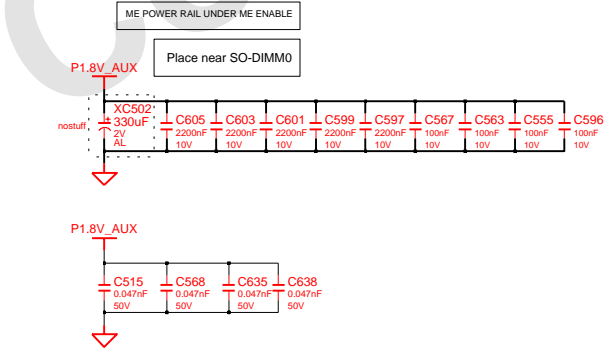 ME POWER RAIL UNDER ME ENABLE
Place near SO-DIMM0
P1.8V_AUX
nostuff
XC502
330uF
2V
AL
C605 C603 C601 C599 C597 C567 C563 C555 C596
2200nF 2200nF 2200nF 2200nF 2200nF 100nF 100nF 100nF 100nF
10V 10V 10V 10V 10V 10V 10V 10V 10V
P1.8V_AUX
C515 C568 C635 C638
0.047nF 0.047nF 0.047nF 0.047nF
50V 50V 50V 50V